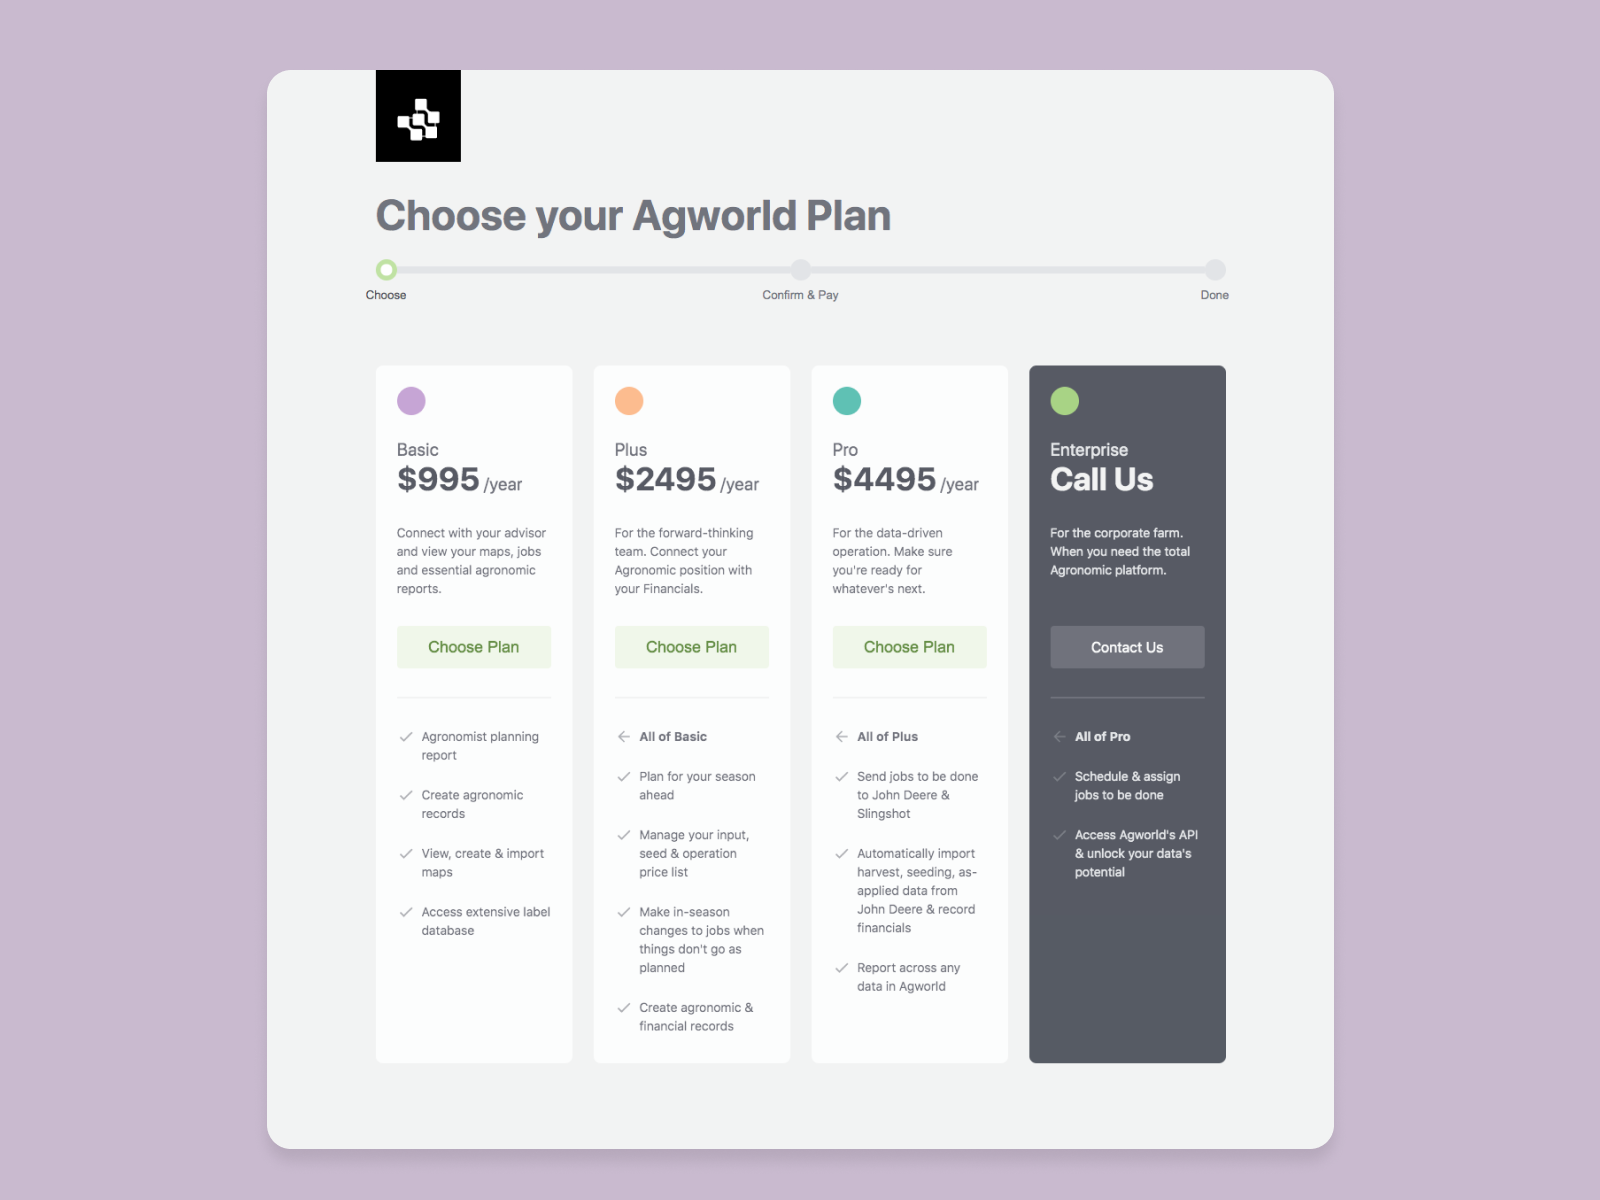 Choose your Agworld Plan
Choose
Confirm & Pay
Done
Basic
$995 /year
Connect with your advisor
and view your maps, jobs
and essential agronomic
reports.
Choose Plan
Agronomist planning
report
Create agronomic
records
View, create & import
maps
Access extensive label
database
Plus
$2495 /year
For the forward-thinking
team. Connect your
Agronomic position with
your Financials.
Choose Plan
All of Basic
Plan for your season
ahead
Manage your input,
seed & operation
price list
Make in-season
changes to jobs when
things don't go as
planned
Create agronomic &
financial records
Pro
$4495 /year
For the data-driven
operation. Make sure
you're ready for
whatever's next.
Choose Plan
All of Plus
Send jobs to be done
to John Deere &
Slingshot
Automatically import
harvest, seeding, as-
applied data from
John Deere & record
financials
Report across any
data in Agworld
Enterprise
Call Us
For the corporate farm.
When you need the total
Agronomic platform.
Contact Us
All of Pro
Schedule & assign
jobs to be done
Access Agworld's API
& unlock your data's
potential